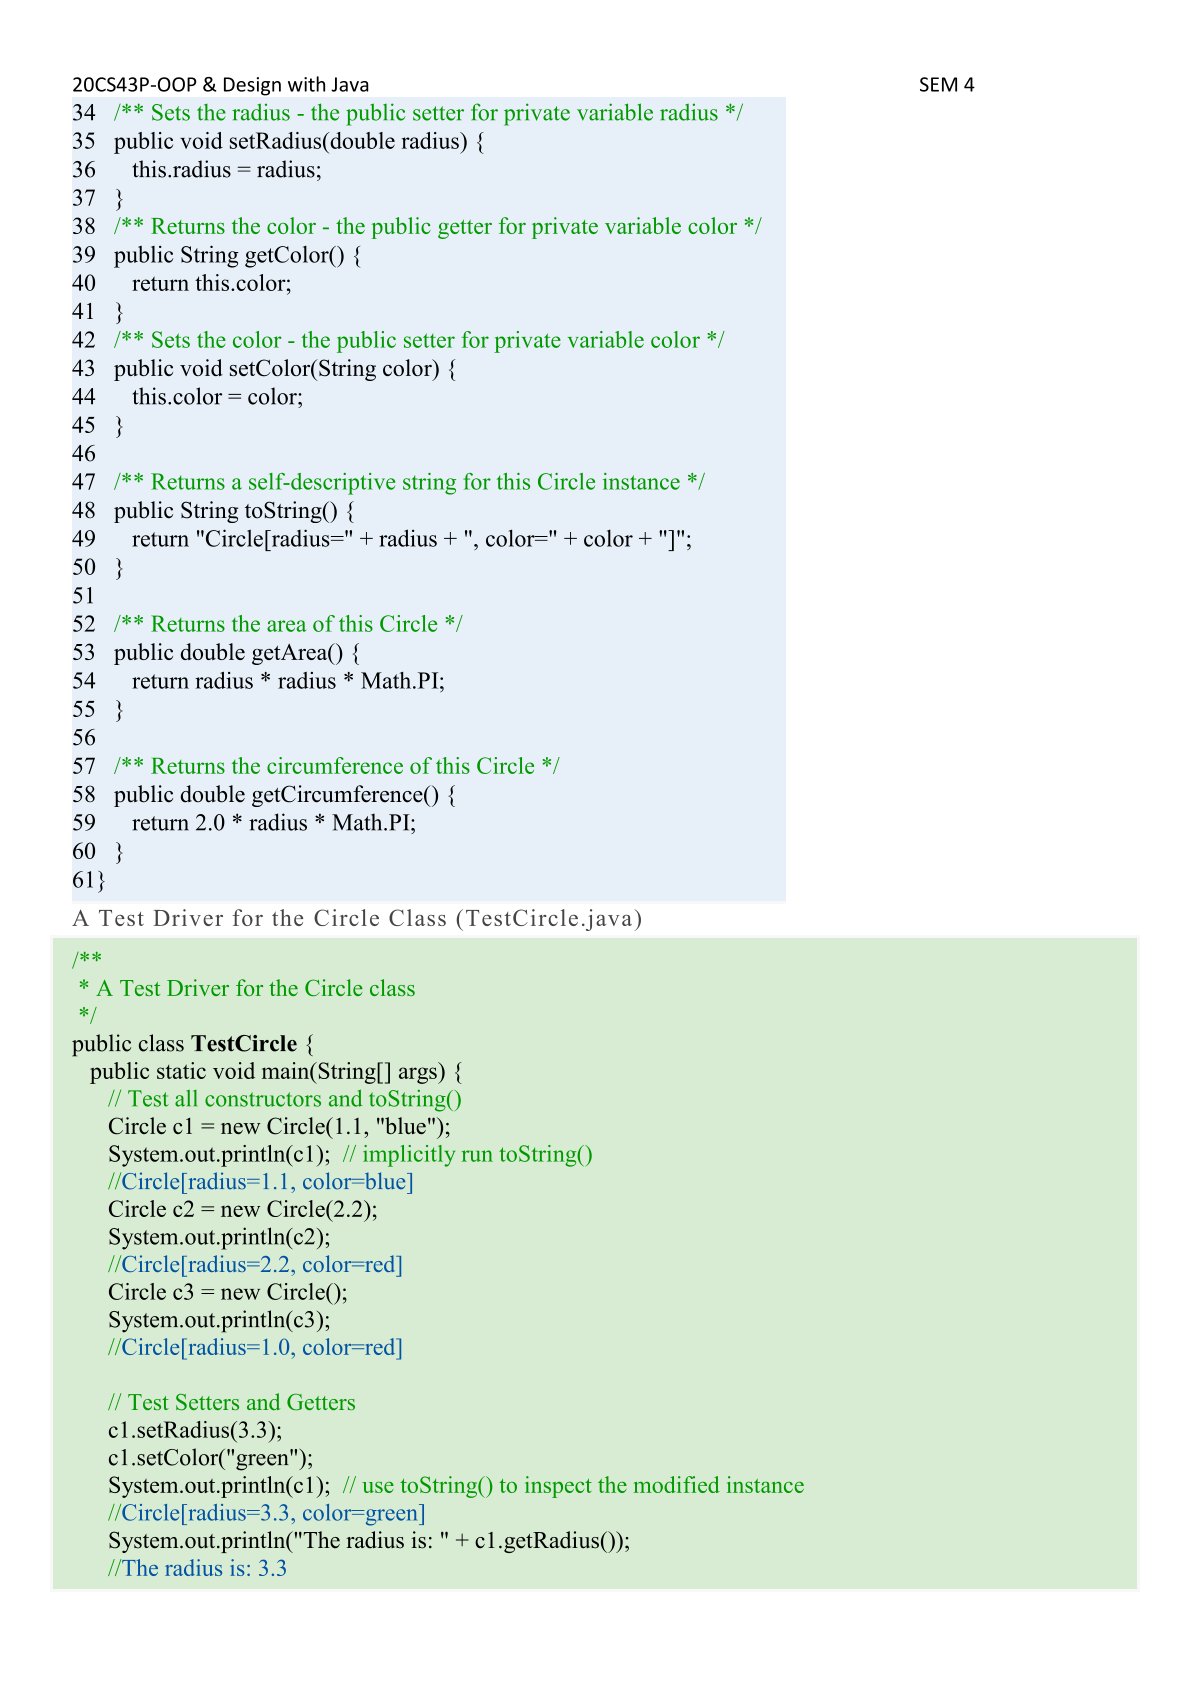 20CS43P-OOP & Design with Java SEM 4
34 /** Sets the radius - the public setter for private variable radius */
35 public void setRadius(double radius) {
36 this.radius = radius;
37 }
38 /** Returns the color - the public getter for private variable color */
39 public String getColor() {
40 return this.color;
41 }
42 /** Sets the color - the public setter for private variable color */
43 public void setColor(String color) {
44 this.color = color;
45 }
46
47 /** Returns a self-descriptive string for this Circle instance */
48 public String toString() {
49 return "Circle[radius=" + radius + ", color=" + color + "]";
50 }
51
52 /** Returns the area of this Circle */
53 public double getArea() {
54 return radius * radius * Math.PI;
55 }
56
57 /** Returns the circumference of this Circle */
58 public double getCircumference() {
59 return 2.0 * radius * Math.PI;
60 }
61}
A Test Driver for the Circle Class (TestCircle.java)
/**
* A Test Driver for the Circle class
*/
public class TestCircle {
public static void main(String[] args) {
// Test all constructors and toString()
Circle c1 = new Circle(1.1, "blue");
System.out.println(c1); // implicitly run toString()
//Circle[radius=1.1, color=blue]
Circle c2 = new Circle(2.2);
System.out.println(c2);
//Circle[radius=2.2, color=red]
Circle c3 = new Circle();
System.out.println(c3);
//Circle[radius=1.0, color=red]
// Test Setters and Getters
c1.setRadius(3.3);
c1.setColor("green");
System.out.println(c1); // use toString() to inspect the modified instance
//Circle[radius=3.3, color=green]
System.out.println("The radius is: " + c1.getRadius());
//The radius is: 3.3